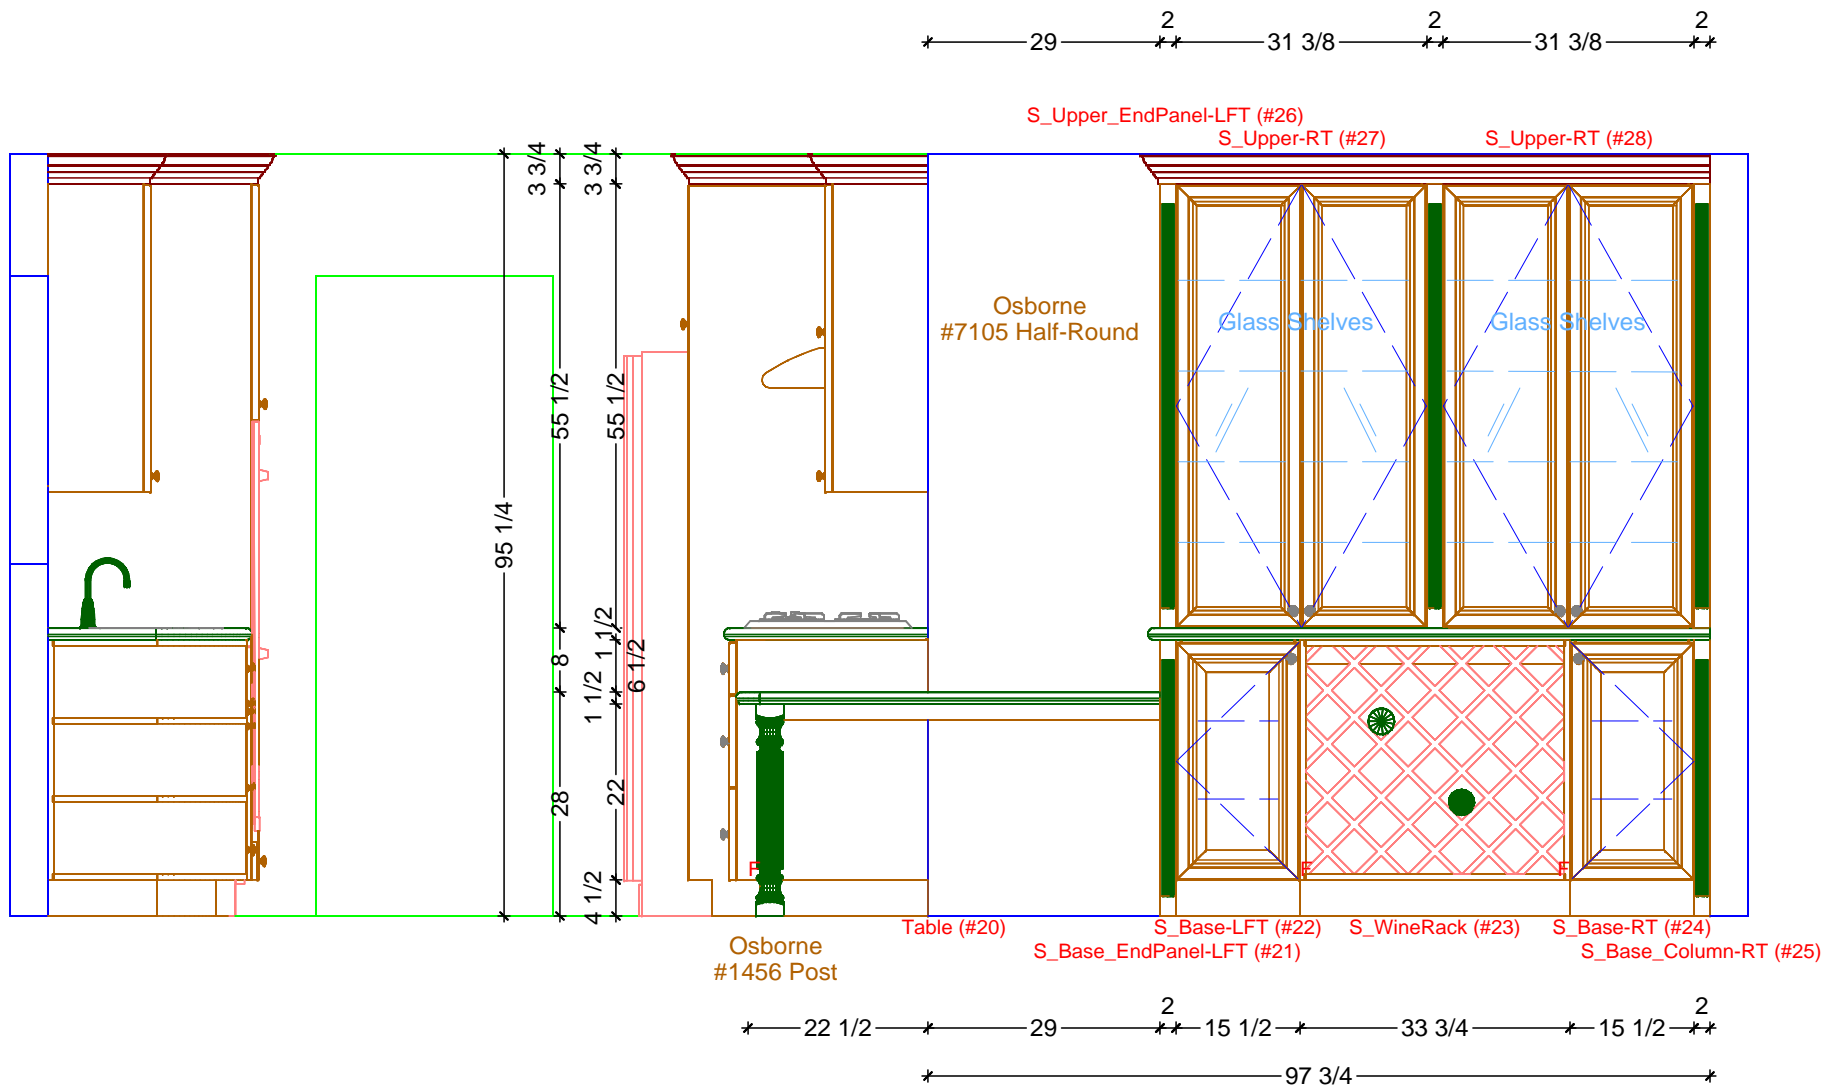 2 2 2
29 31 3/8 31 3/8
S_Upper_EndPanel-LFT (#26)
S_Upper-RT (#27) S_Upper-RT (#28)
3 3/4 3 3/4
Osborne
#7105 Half-Round
Glass Shelves Glass Shelves
55 1/2 55 1/2
95 1/4
1 1/2
8
6 1/2
1 1/2
28 22
4 1/2
F F F
Table (#20) S_Base-LFT (#22) S_WineRack (#23) S_Base-RT (#24)
S_Base_EndPanel-LFT (#21) S_Base_Column-RT (#25)
Osborne
#1456 Post
2 2
22 1/2 29 15 1/2 33 3/4 15 1/2
97 3/4